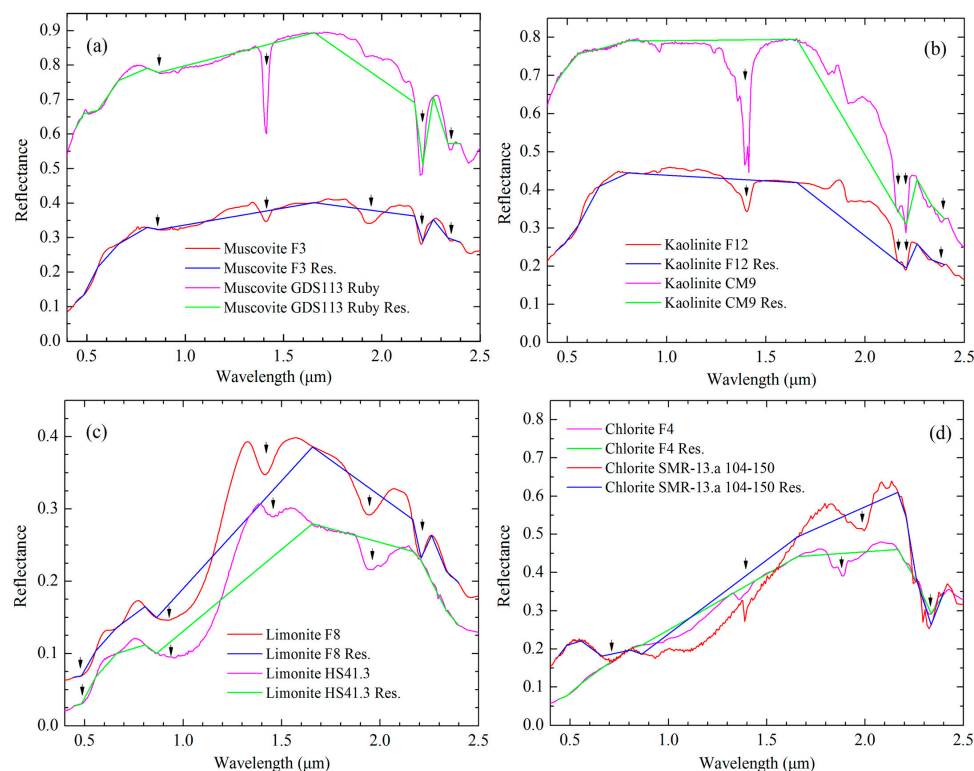 (a)
0.9
0.8
0.7
0.6
0.5
0.4
0.3
0.2
0.1
0.0
Reflectance
Muscovite F3
Muscovite F3 Res.
Muscovite GDS113 Ruby
Muscovite GDS113 Ruby Res.
0.5 1.0 1.5 2.0 2.5
Wavelength (μm)
(b)
0.8
0.7
0.6
0.5
0.4
0.3
0.2
0.1
0.0
Reflectance
Kaolinite F12
Kaolinite F12 Res.
Kaolinite CM9
Kaolinite CM9 Res.
0.5 1.0 1.5 2.0 2.5
Wavelength (μm)
(c)
0.4
0.3
0.2
0.1
0.0
Reflectance
Limonite F8
Limonite F8 Res.
Limonite HS41.3
Limonite HS41.3 Res.
0.5 1.0 1.5 2.0 2.5
Wavelength (μm)
(d)
0.8
0.7
0.6
0.5
0.4
0.3
0.2
0.1
0.0
Reflectance
Chlorite F4
Chlorite F4 Res.
Chlorite SMR-13.a 104-150
Chlorite SMR-13.a 104-150 Res.
0.5 1.0 1.5 2.0 2.5
Wavelength (μm)